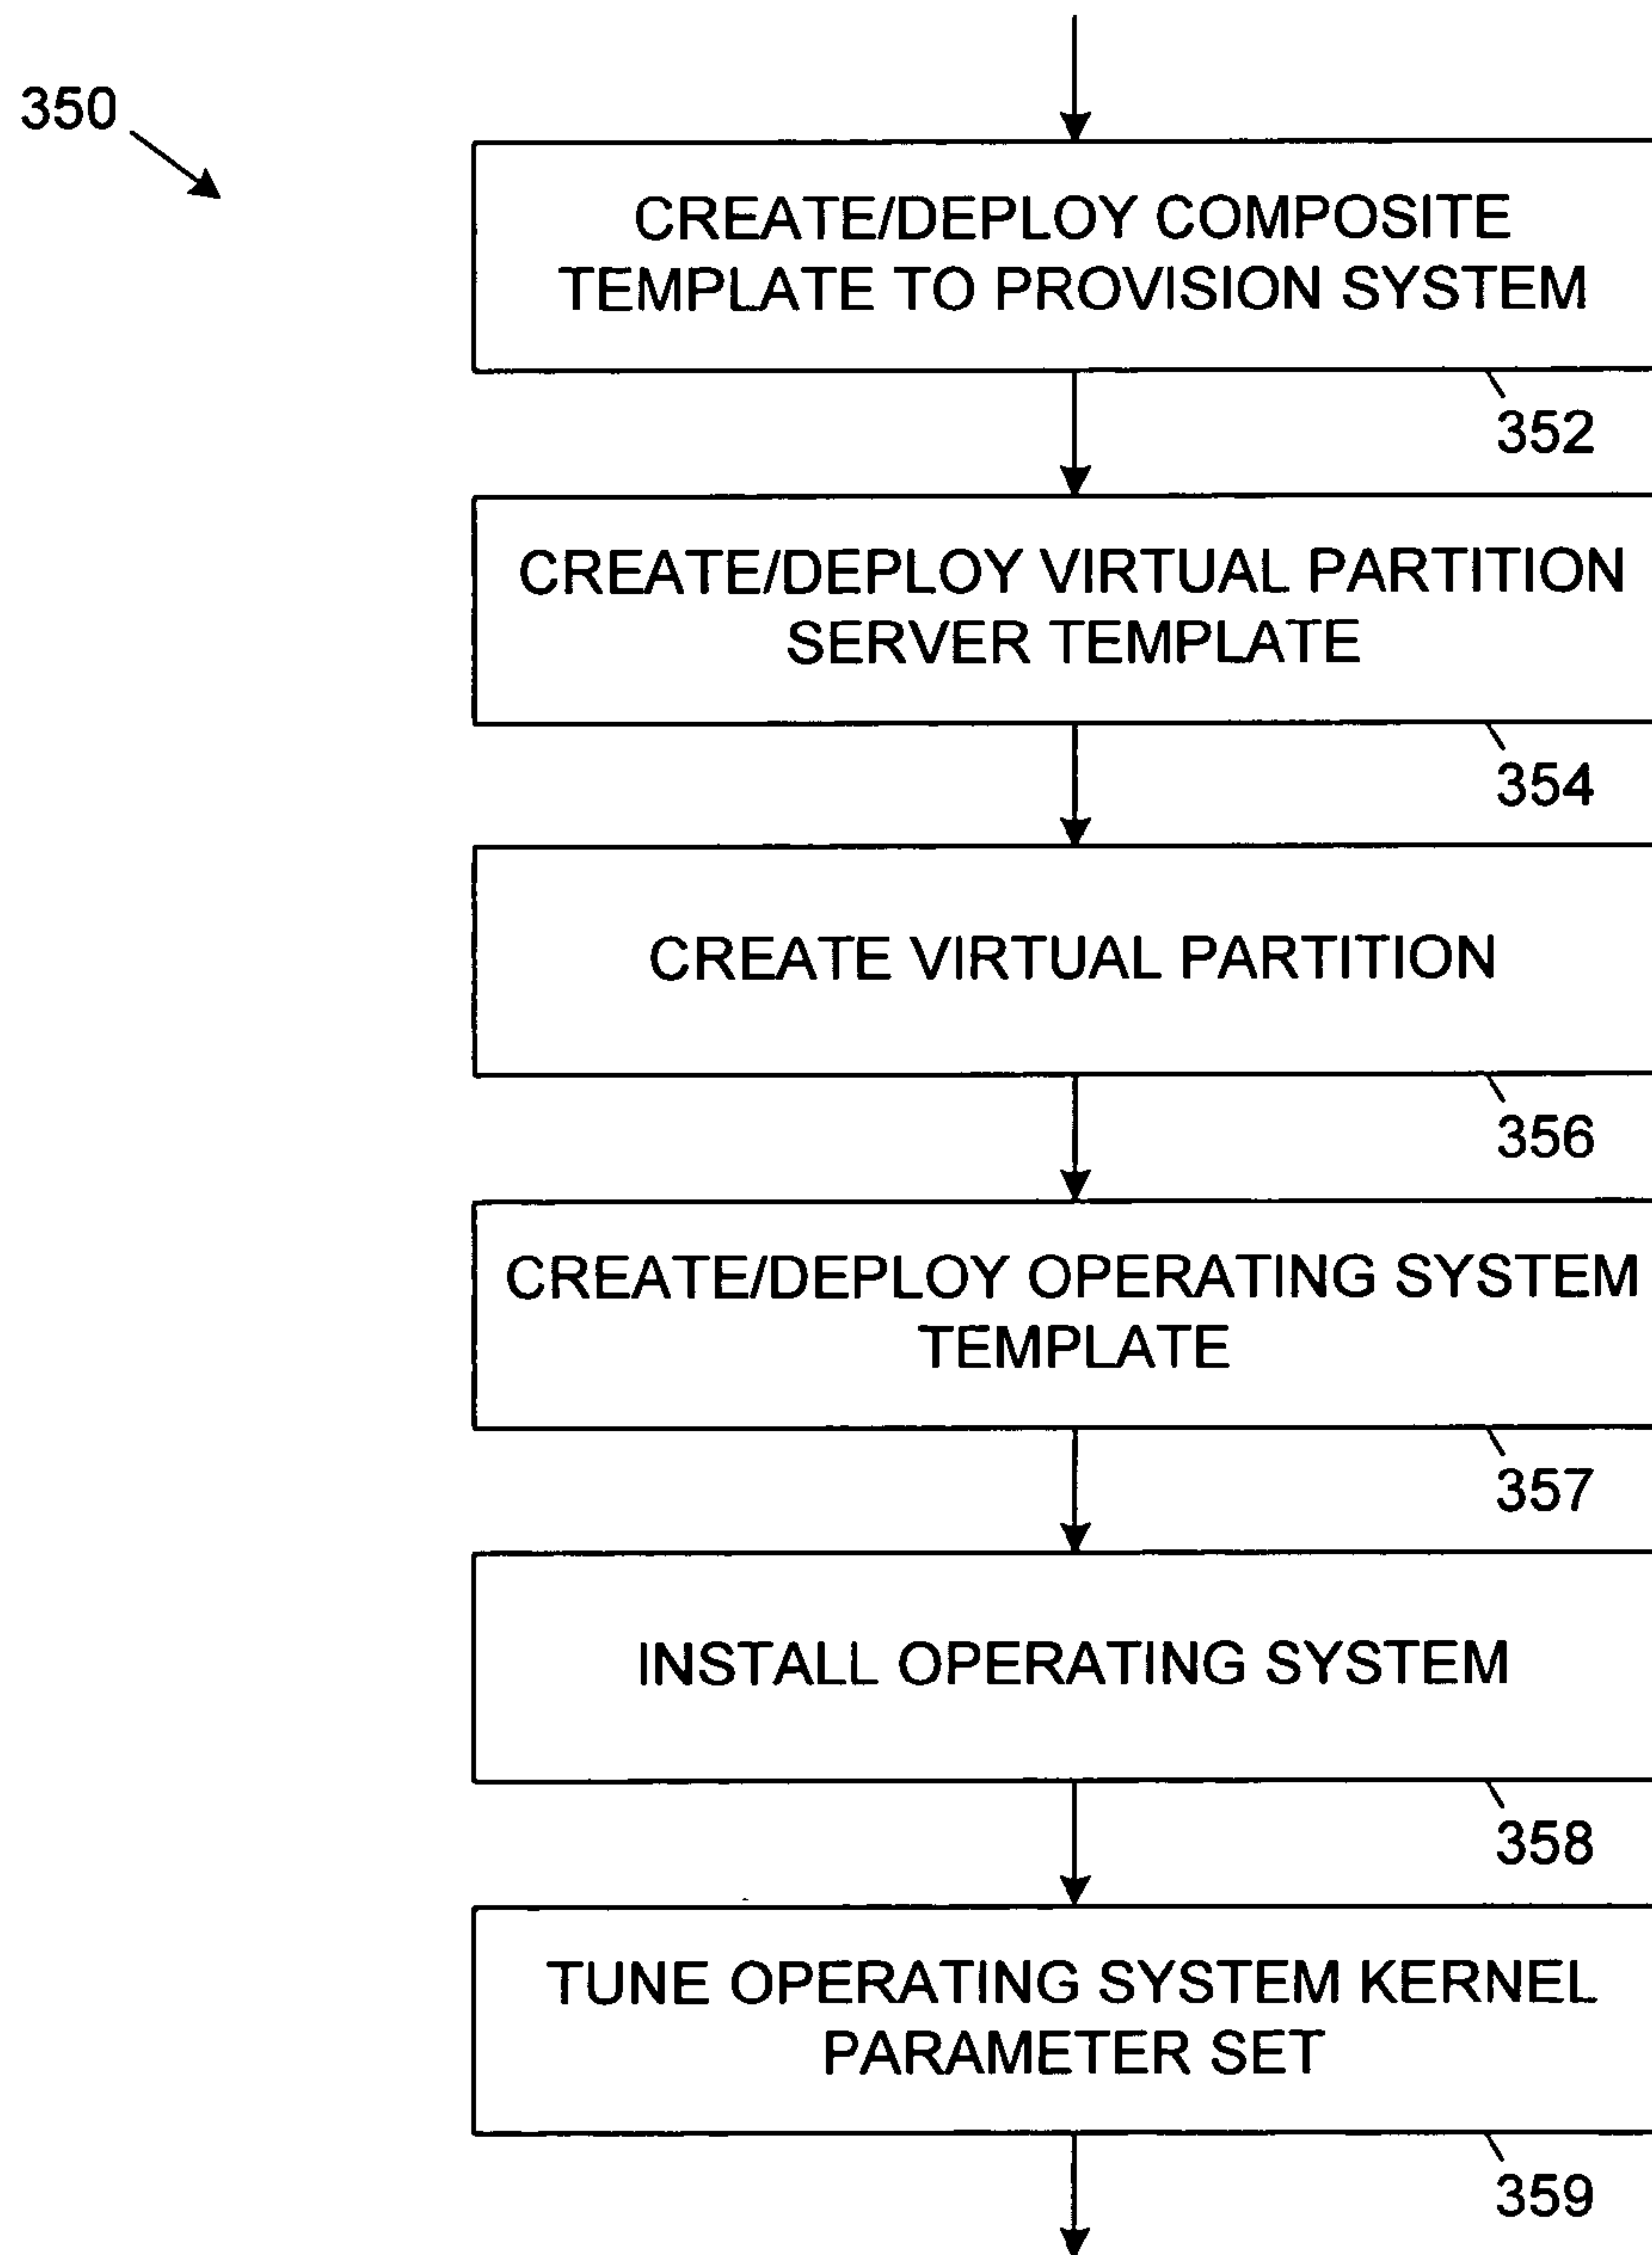 350
CREATE/DEPLOY COMPOSITE
TEMPLATE TO PROVISION SYSTEM
352
CREATE/DEPLOY VIRTUAL PARTITION
SERVER TEMPLATE
354
CREATE VIRTUAL PARTITION
356
CREATE/DEPLOY OPERATING SYSTEM
TEMPLATE
357
INSTALL OPERATING SYSTEM
358
TUNE OPERATING SYSTEM KERNEL
PARAMETER SET
359